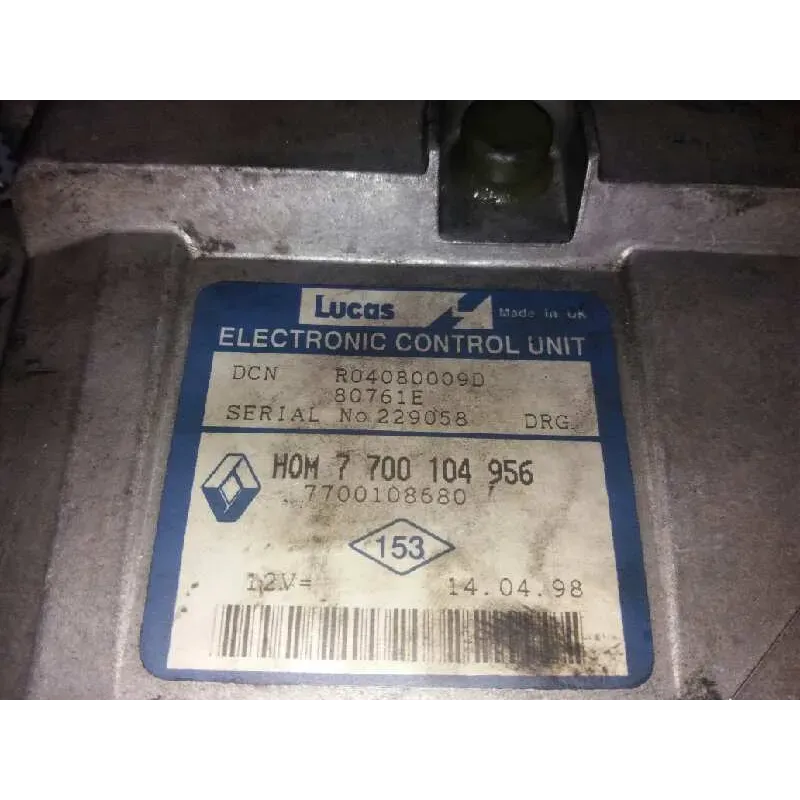 Lucas Made in UK
ELECTRONIC CONTROL UNIT
DCN R04080009D
80761E
SERIAL No 229058 DRG
HOM 7 700 104 956
7700108680
153
12V= 14.04.98